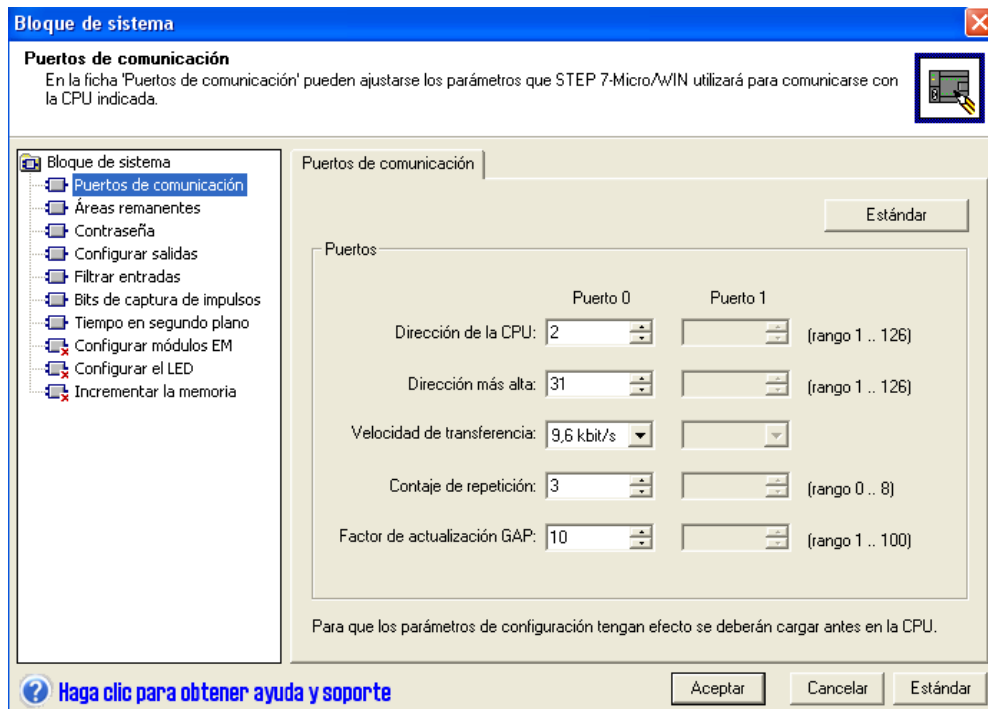 Bloque de sistema
Puertos de comunicación
En la ficha 'Puertos de comunicación' pueden ajustarse los parámetros que STEP 7-Micro/WIN utilizará para comunicarse con
la CPU indicada.
Bloque de sistema
Puertos de comunicación
Áreas remanentes
Contraseña
Configurar salidas
Filtrar entradas
Bits de captura de impulsos
Tiempo en segundo plano
Configurar módulos EM
Configurar el LED
Incrementar la memoria
Puertos de comunicación
Estándar
Puertos
Puerto 0 Puerto 1
Dirección de la CPU: 2 (rango 1 .. 126)
Dirección más alta: 31 (rango 1 .. 126)
Velocidad de transferencia: 9,6 kbit/s
Contaje de repetición: 3 (rango 0 .. 8)
Factor de actualización GAP: 10 (rango 1 .. 100)
Para que los parámetros de configuración tengan efecto se deberán cargar antes en la CPU.
Haga clic para obtener ayuda y soporte
Aceptar Cancelar Estándar